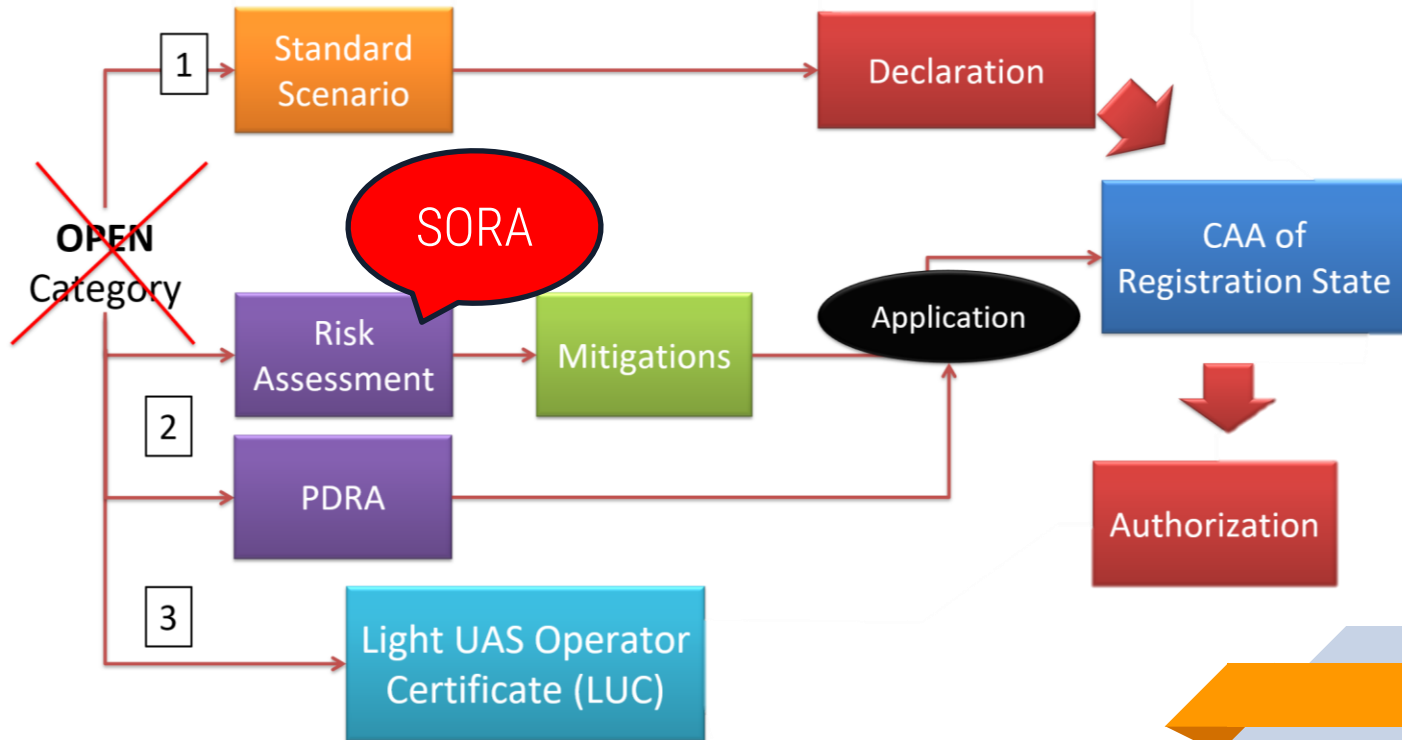 1
Standard
Scenario
Declaration
OPEN
Category
SORA
CAA of
Registration State
Risk
Assessment
Mitigations
Application
2
PDRA
Authorization
3
Light UAS Operator
Certificate (LUC)